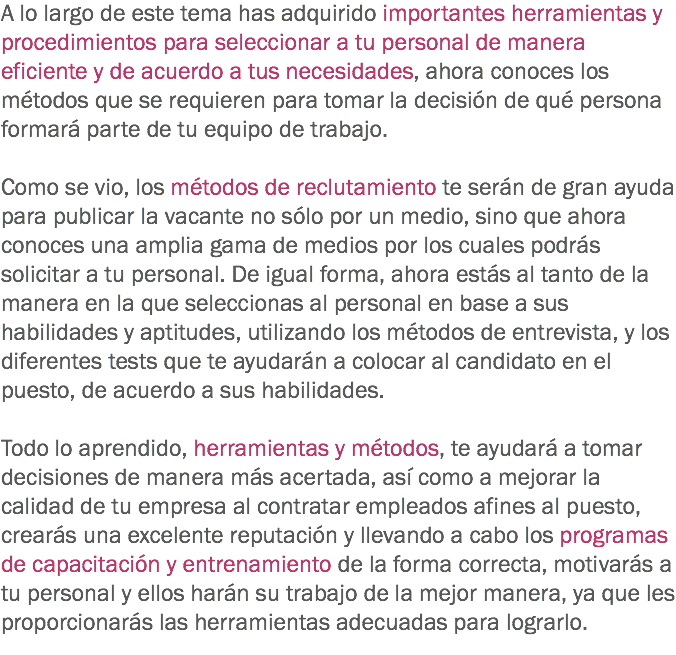 A lo largo de este tema has adquirido importantes herramientas y
procedimientos para seleccionar a tu personal de manera
eficiente y de acuerdo a tus necesidades, ahora conoces los
métodos que se requieren para tomar la decisión de qué persona
formará parte de tu equipo de trabajo.
Como se vio, los métodos de reclutamiento te serán de gran ayuda
para publicar la vacante no sólo por un medio, sino que ahora
conoces una amplia gama de medios por los cuales podrás
solicitar a tu personal. De igual forma, ahora estás al tanto de la
manera en la que seleccionas al personal en base a sus
habilidades y aptitudes, utilizando los métodos de entrevista, y los
diferentes tests que te ayudarán a colocar al candidato en el
puesto, de acuerdo a sus habilidades.
Todo lo aprendido, herramientas y métodos, te ayudará a tomar
decisiones de manera más acertada, así como a mejorar la
calidad de tu empresa al contratar empleados afines al puesto,
crearás una excelente reputación y llevando a cabo los programas
de capacitación y entrenamiento de la forma correcta, motivarás a
tu personal y ellos harán su trabajo de la mejor manera, ya que les
proporcionarás las herramientas adecuadas para lograrlo.